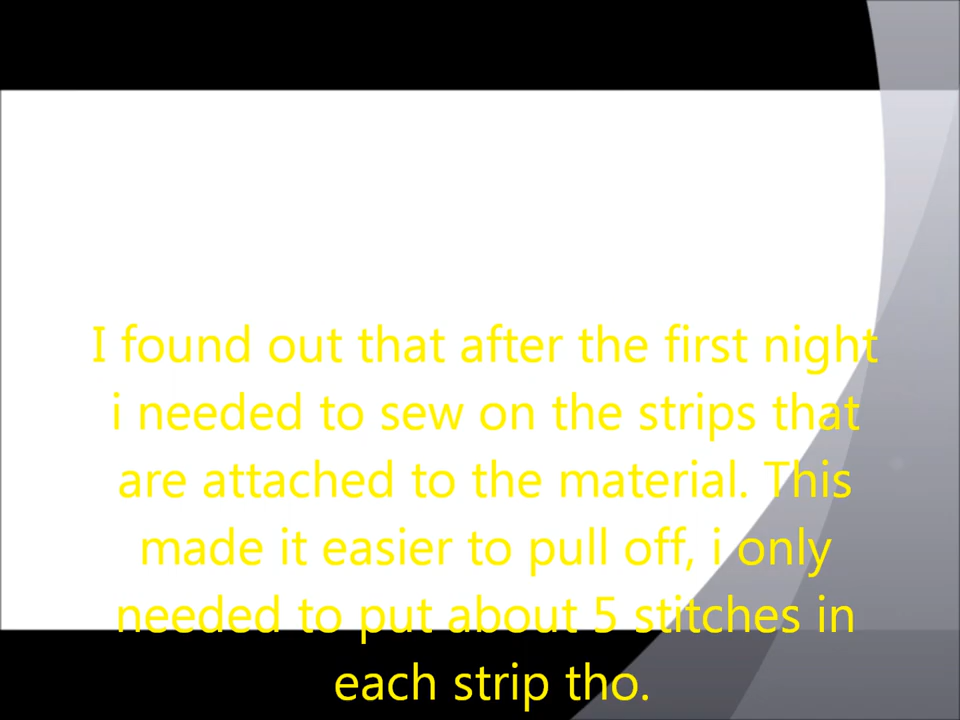 I found out that after the first night
i needed to sew on the strips that
are attached to the material. This
made it easier to pull off, i only
needed to put about 5 stitches in
each strip tho.